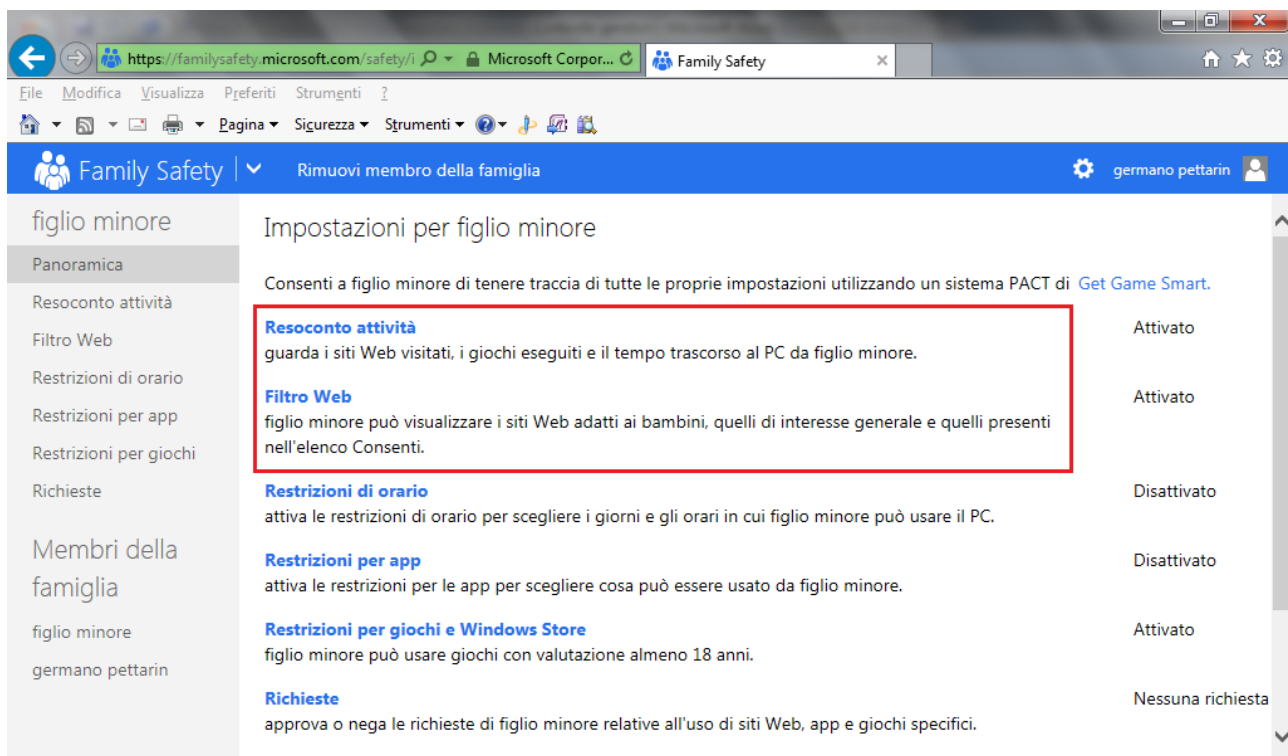 https://familysafety.microsoft.com/safety/i
Microsoft Corpor...
Family Safety
File Modifica Visualizza Preferiti Strumenti ?
Pagina Sicurezza Strumenti
Family Safety
Rimuovi membro della famiglia
germano pettarin
figlio minore
Panoramica
Resoconto attività
Filtro Web
Restrizioni di orario
Restrizioni per app
Restrizioni per giochi
Richieste
Membri della
famiglia
figlio minore
germano pettarin
Impostazioni per figlio minore
Consenti a figlio minore di tenere traccia di tutte le proprie impostazioni utilizzando un sistema PACT di Get Game Smart.
Resoconto attività Attivato
guarda i siti Web visitati, i giochi eseguiti e il tempo trascorso al PC da figlio minore.
Filtro Web Attivato
figlio minore può visualizzare i siti Web adatti ai bambini, quelli di interesse generale e quelli presenti
nell'elenco Consenti.
Restrizioni di orario Disattivato
attiva le restrizioni di orario per scegliere i giorni e gli orari in cui figlio minore può usare il PC.
Restrizioni per app Disattivato
attiva le restrizioni per le app per scegliere cosa può essere usato da figlio minore.
Restrizioni per giochi e Windows Store Attivato
figlio minore può usare giochi con valutazione almeno 18 anni.
Richieste Nessuna richiesta
approva o nega le richieste di figlio minore relative all'uso di siti Web, app e giochi specifici.